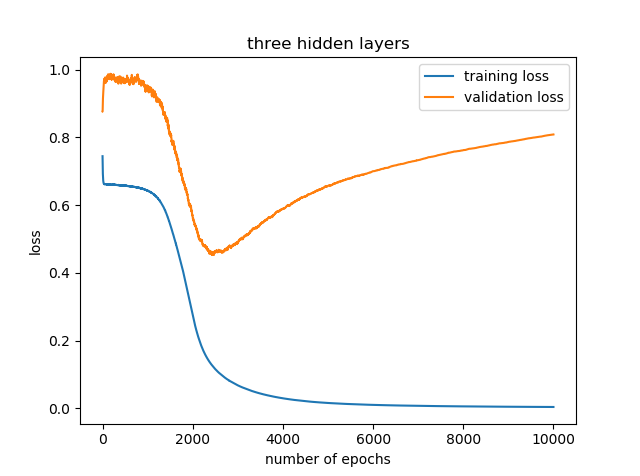 three hidden layers
training loss
validation loss
1.0
0.8
0.6
0.4
0.2
0.0
loss
0
2000
4000
6000
8000
10000
number of epochs